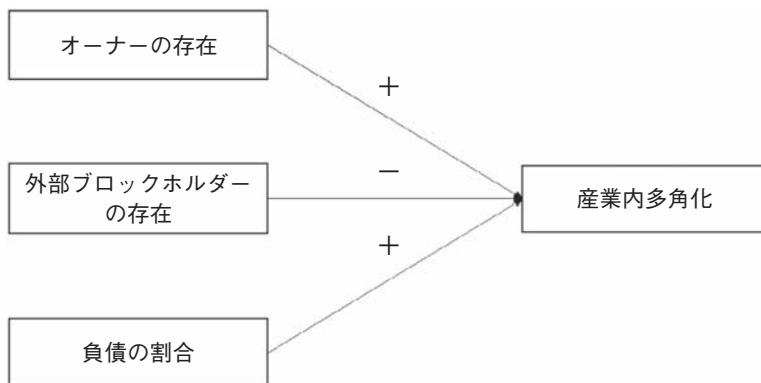 オーナーの存在
＋
外部ブロックホルダー
の存在
－
産業内多角化
＋
負債の割合